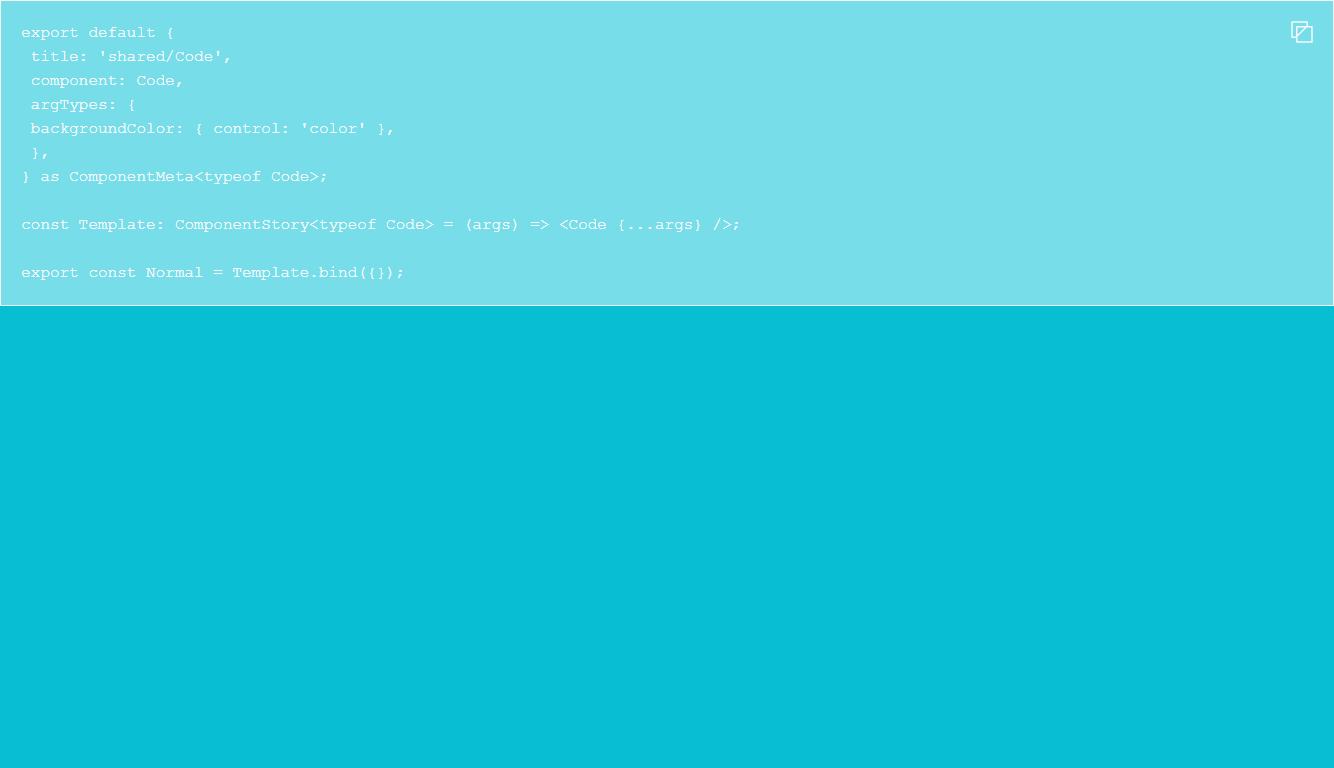 export default {
 title: 'shared/Code',
 component: Code,
 argTypes: {
 backgroundColor: { control: 'color' },
 },
} as ComponentMeta<typeof Code>;

const Template: ComponentStory<typeof Code> = (args) => <Code {...args} />;

export const Normal = Template.bind({});